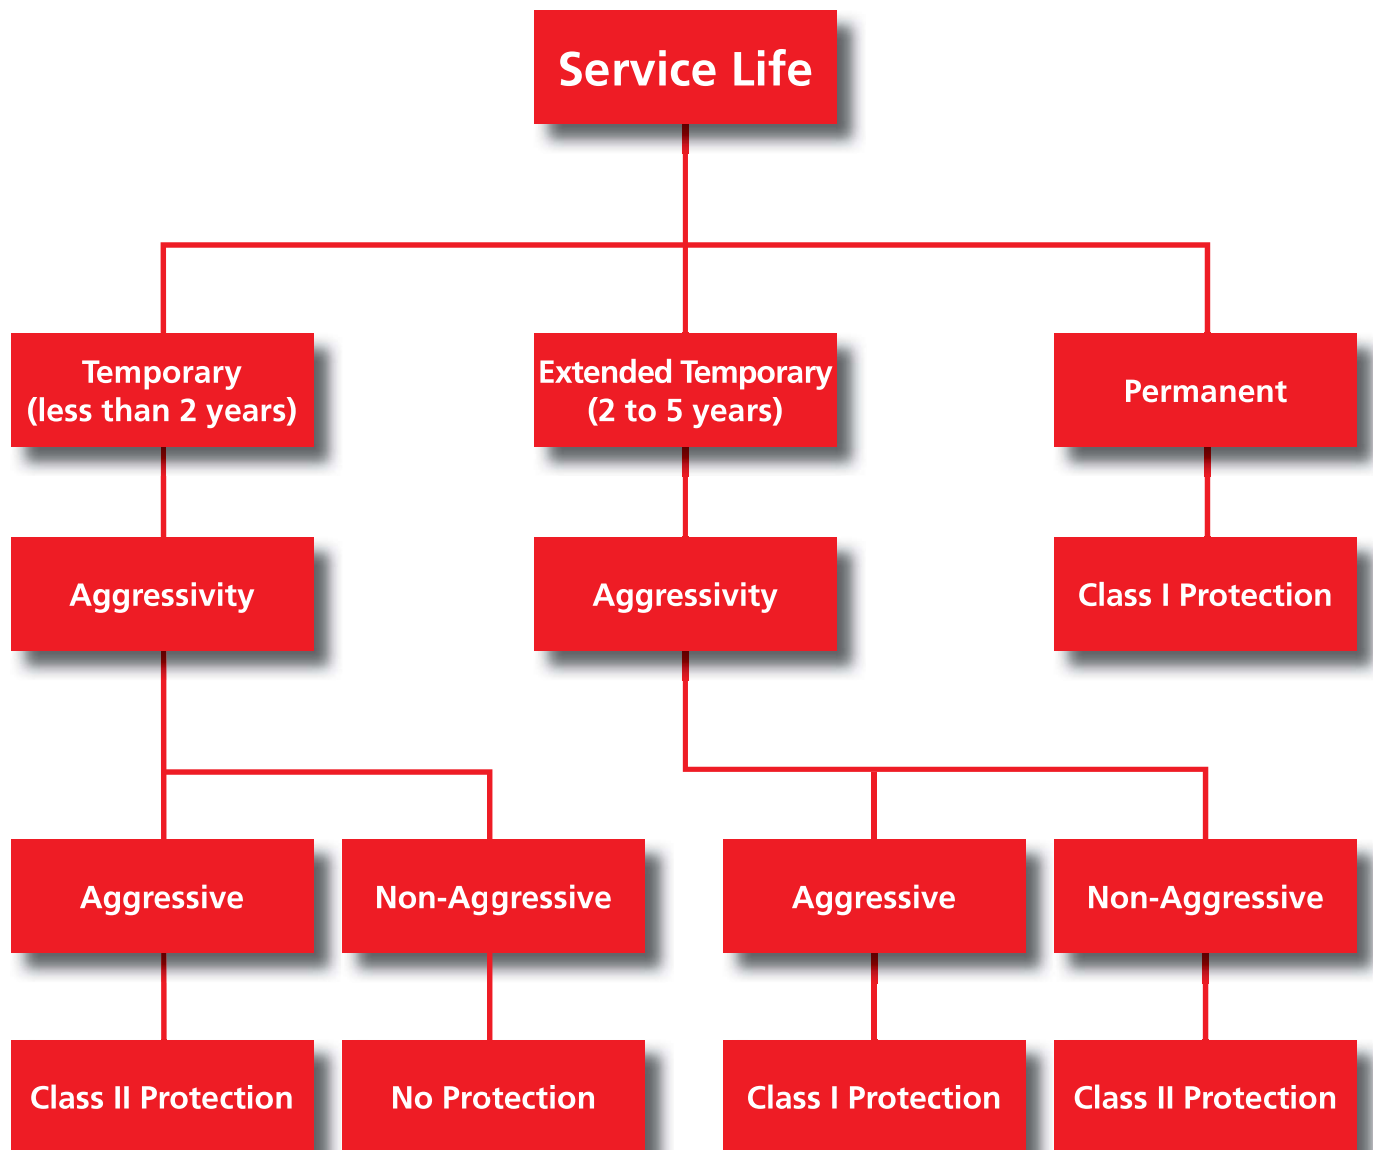 Service Life
Temporary
(less than 2 years)
Extended Temporary
(2 to 5 years)
Permanent
Aggressivity
Aggressivity
Class I Protection
Aggressive
Non-Aggressive
Aggressive
Non-Aggressive
Class II Protection
No Protection
Class I Protection
Class II Protection